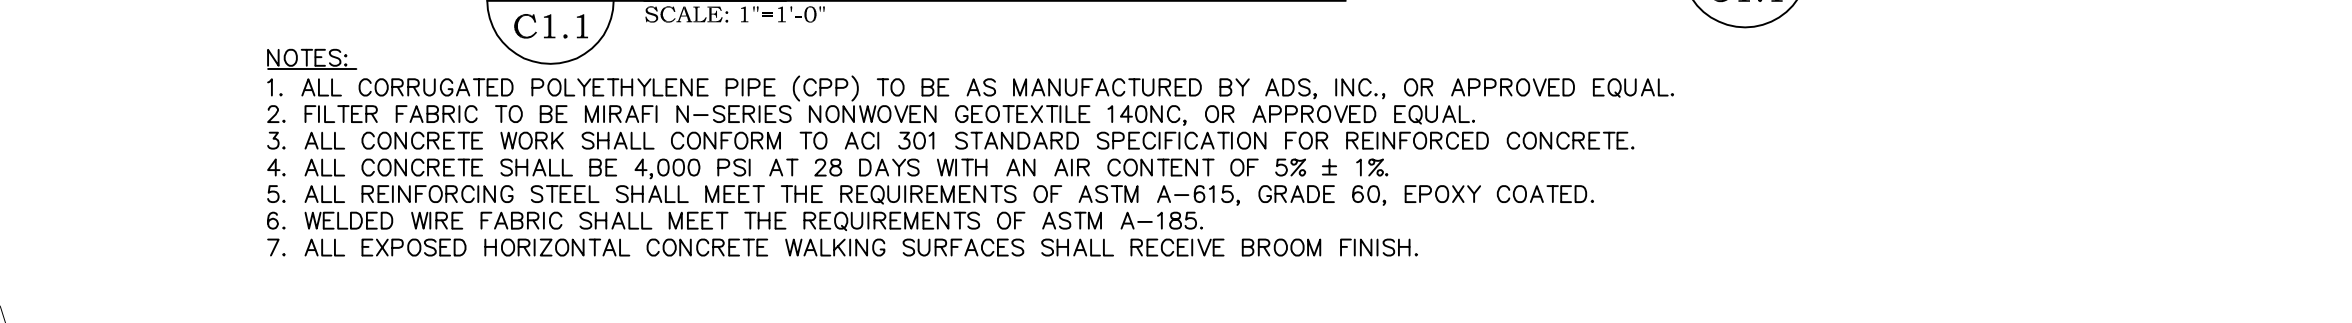 C1.1 SCALE: 1"=1'-0"
NOTES:
1. ALL CORRUGATED POLYETHYLENE PIPE (CPP) TO BE AS MANUFACTURED BY ADS, INC., OR APPROVED EQUAL.
2. FILTER FABRIC TO BE MIRAFI N-SERIES NONWOVEN GEOTEXTILE 140NC, OR APPROVED EQUAL.
3. ALL CONCRETE WORK SHALL CONFORM TO ACI 301 STANDARD SPECIFICATION FOR REINFORCED CONCRETE.
4. ALL CONCRETE SHALL BE 4,000 PSI AT 28 DAYS WITH AN AIR CONTENT OF 5% ± 1%.
5. ALL REINFORCING STEEL SHALL MEET THE REQUIREMENTS OF ASTM A-615, GRADE 60, EPOXY COATED.
6. WELDED WIRE FABRIC SHALL MEET THE REQUIREMENTS OF ASTM A-185.
7. ALL EXPOSED HORIZONTAL CONCRETE WALKING SURFACES SHALL RECEIVE BROOM FINISH.